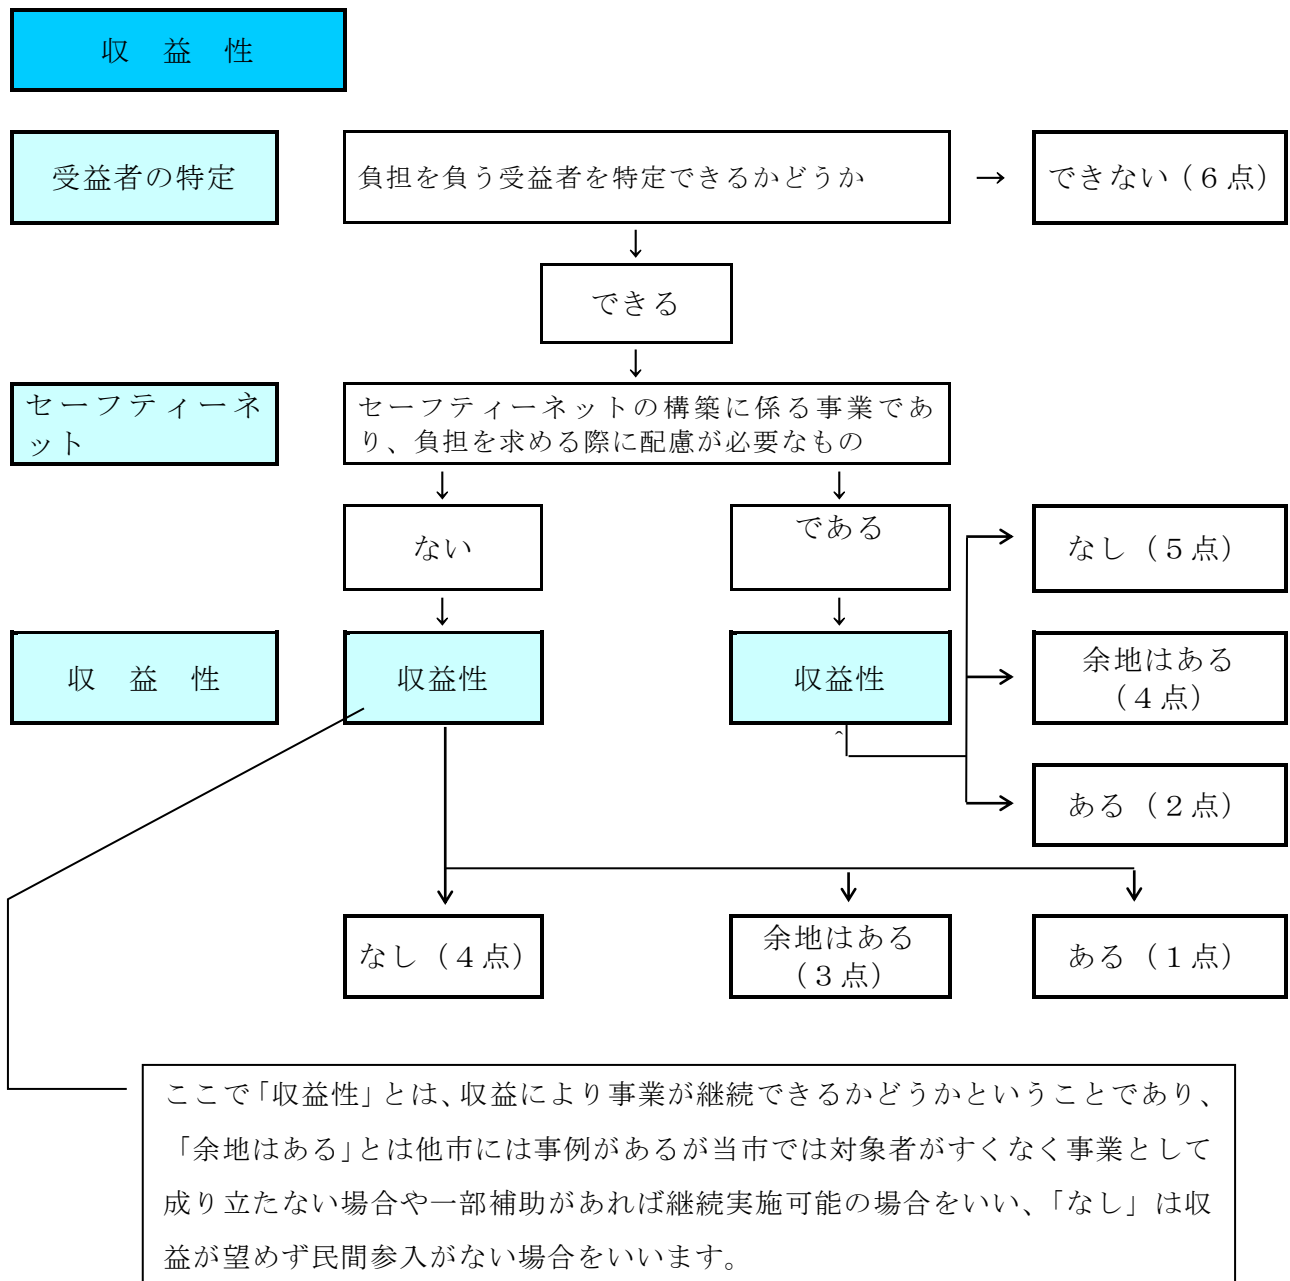 収　益　性
受益者の特定
負担を負う受益者を特定できるかどうか
→
できない（６点）
↓
できる
↓
セーフティーネ
ット
セーフティーネットの構築に係る事業であ
り、負担を求める際に配慮が必要なもの
↓
↓
ない
である
なし（５点）
↓
↓
収　益　性
収益性
収益性
余地はある
（４点）
ある（２点）
なし（４点）
余地はある
（３点）
ある（１点）
ここで「収益性」とは、収益により事業が継続できるかどうかということであり、
「余地はある」とは他市には事例があるが当市では対象者がすくなく事業として
成り立たない場合や一部補助があれば継続実施可能の場合をいい、「なし」は収
益が望めず民間参入がない場合をいいます。